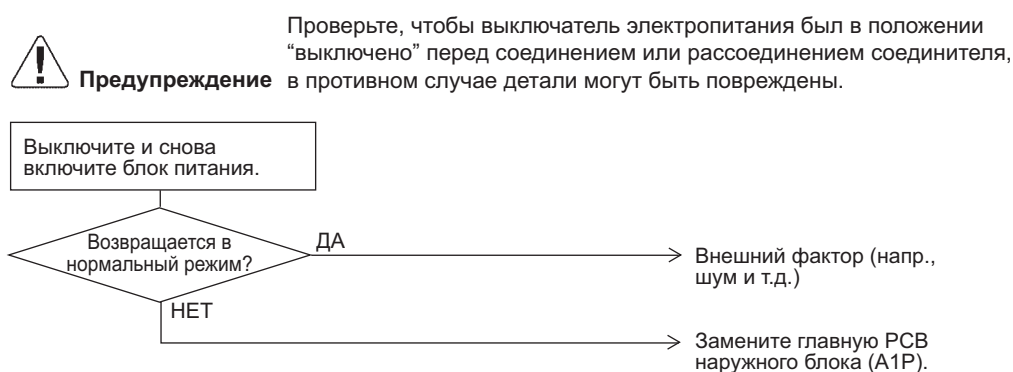 Проверьте, чтобы выключатель электропитания был в положении
“выключено” перед соединением или рассоединением соединителя,
Предупреждение в противном случае детали могут быть повреждены.
Выключите и снова
включите блок питания.
Возвращается в
нормальный режим?
ДА
Внешний фактор (напр.,
шум и т.д.)
НЕТ
Замените главную PCB
наружного блока (A1P).